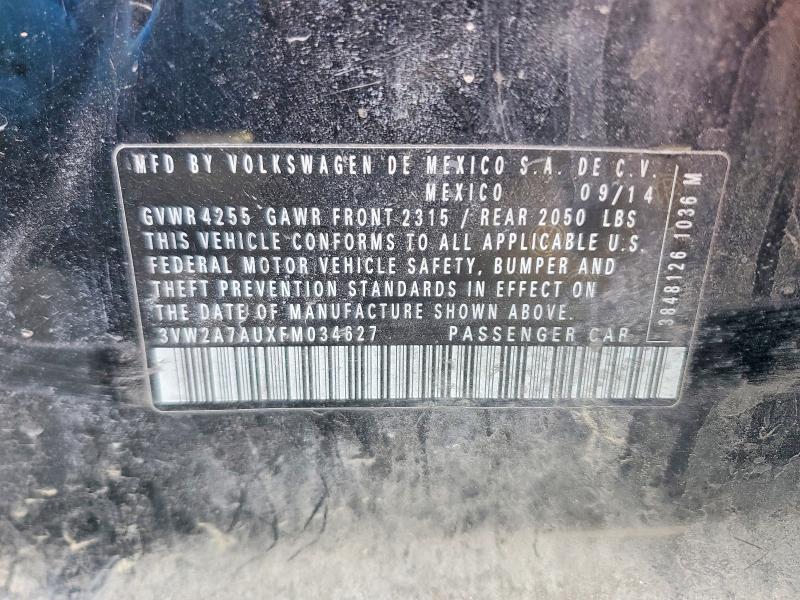 MFD BY VOLKSWAGEN DE MEXICO S.A. DE C.V.
MEXICO 09/14
GVWR 4255 GAWR FRONT 2315 / REAR 2050 LBS
THIS VEHICLE CONFORMS TO ALL APPLICABLE U.S.
FEDERAL MOTOR VEHICLE SAFETY, BUMPER AND
THEFT PREVENTION STANDARDS IN EFFECT ON
THE DATE OF MANUFACTURE SHOWN ABOVE.
3VW2A7AUXFM034627 PASSENGER CAR
3848126 1036 M